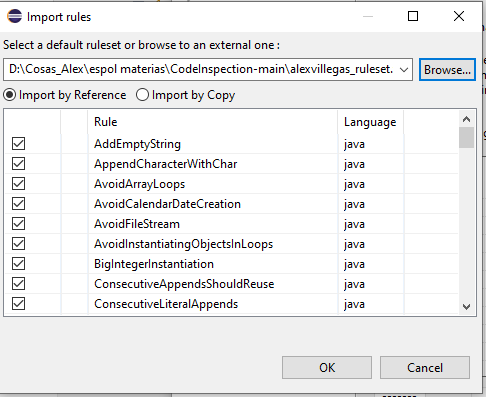 Import rules
Select a default ruleset or browse to an external one :
D:\Cosas_Alex\espol materias\CodeInspection-main\alexvillegas_ruleset. Browse...
Import by Reference Import by Copy
Rule Language
AddEmptyString java
AppendCharacterWithChar java
AvoidArrayLoops java
AvoidCalendarDateCreation java
AvoidFileStream java
AvoidInstantiatingObjectsInLoops java
BigIntegerInstantiation java
ConsecutiveAppendsShouldReuse java
ConsecutiveLiteralAppends java
OK Cancel